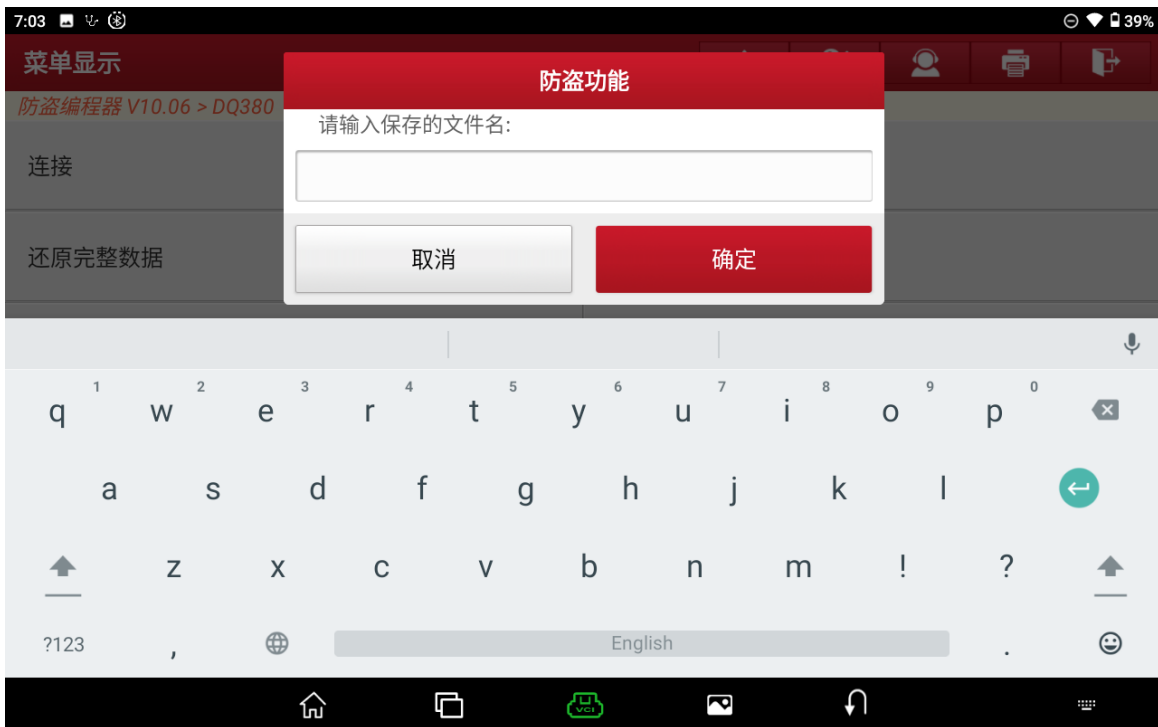 7:03 39%
菜单显示
防盗功能
防盗编程器 V10.06 > DQ380
请输入保存的文件名:
连接
还原完整数据
取消 确定
1 2 3 4 5 6 7 8 9 0
q w e r t y u i o p
a s d f g h j k l
z x c v b n m ! ?
?123 , English .
VCI